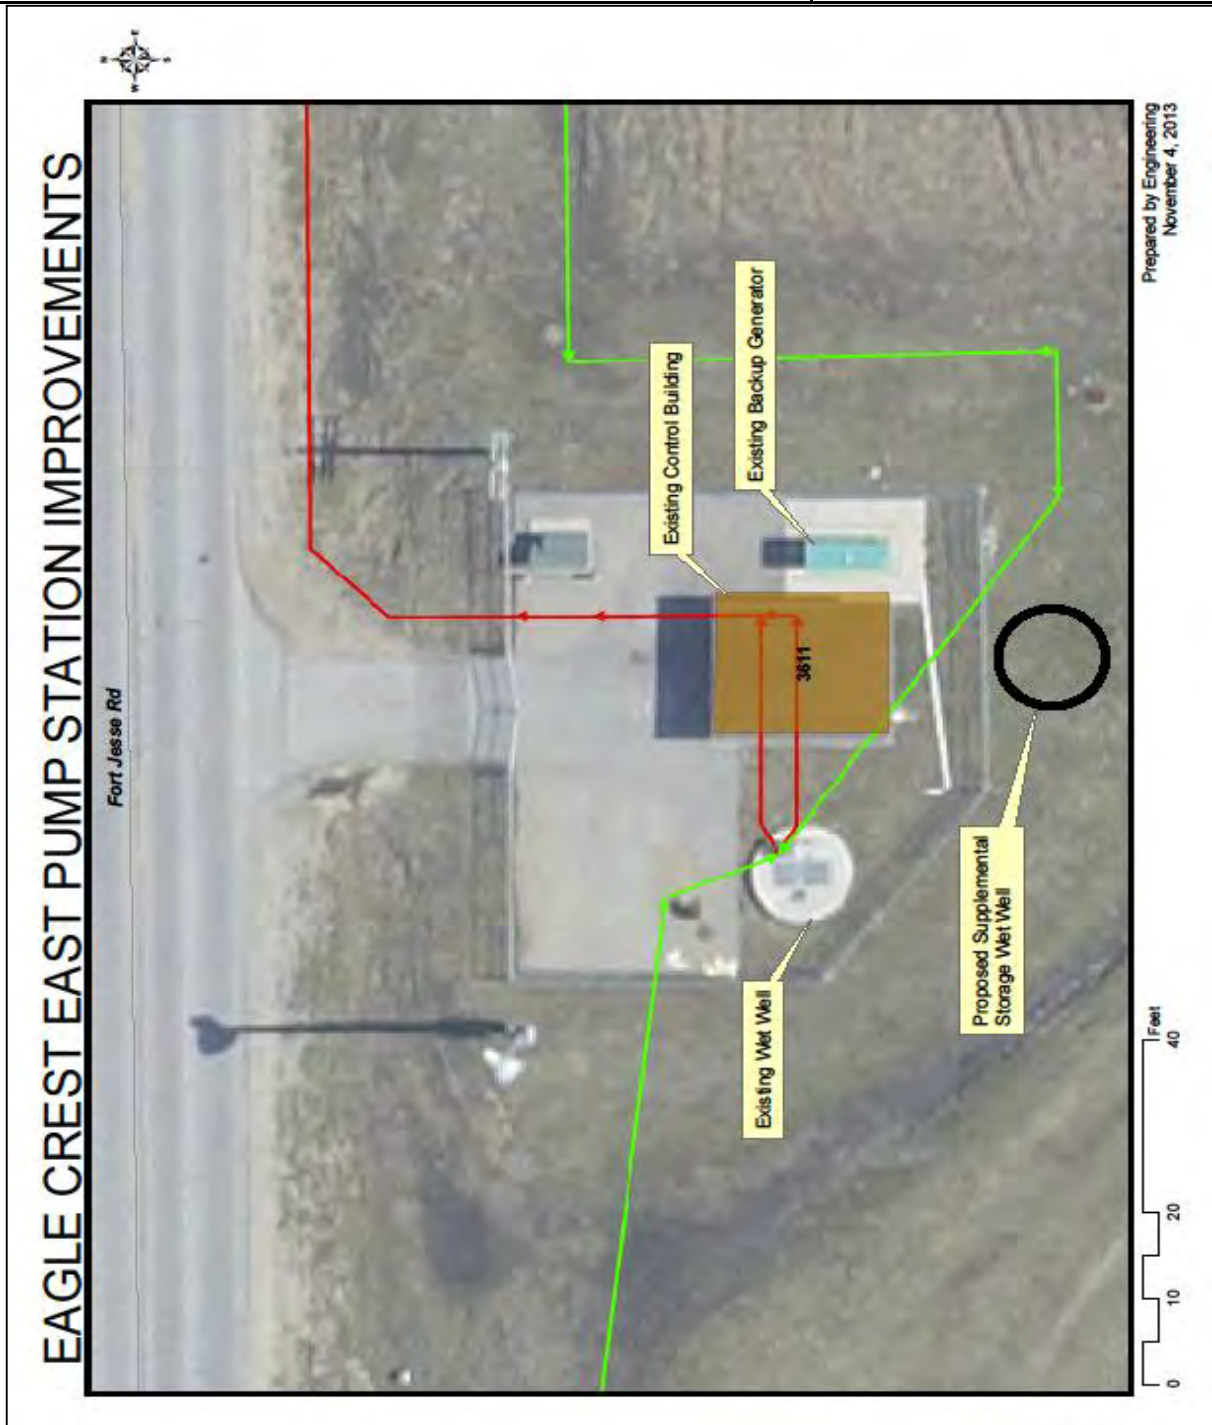 EAGLE CREST EAST PUMP STATION IMPROVEMENTS
N
E
S
W
Fort Jesse Rd
Existing Control Building
Existing Backup Generator
3611
Existing Wet Well
Proposed Supplemental
Storage Wet Well
0
10
20
40
Feet
Prepared by Engineering
November 4, 2013